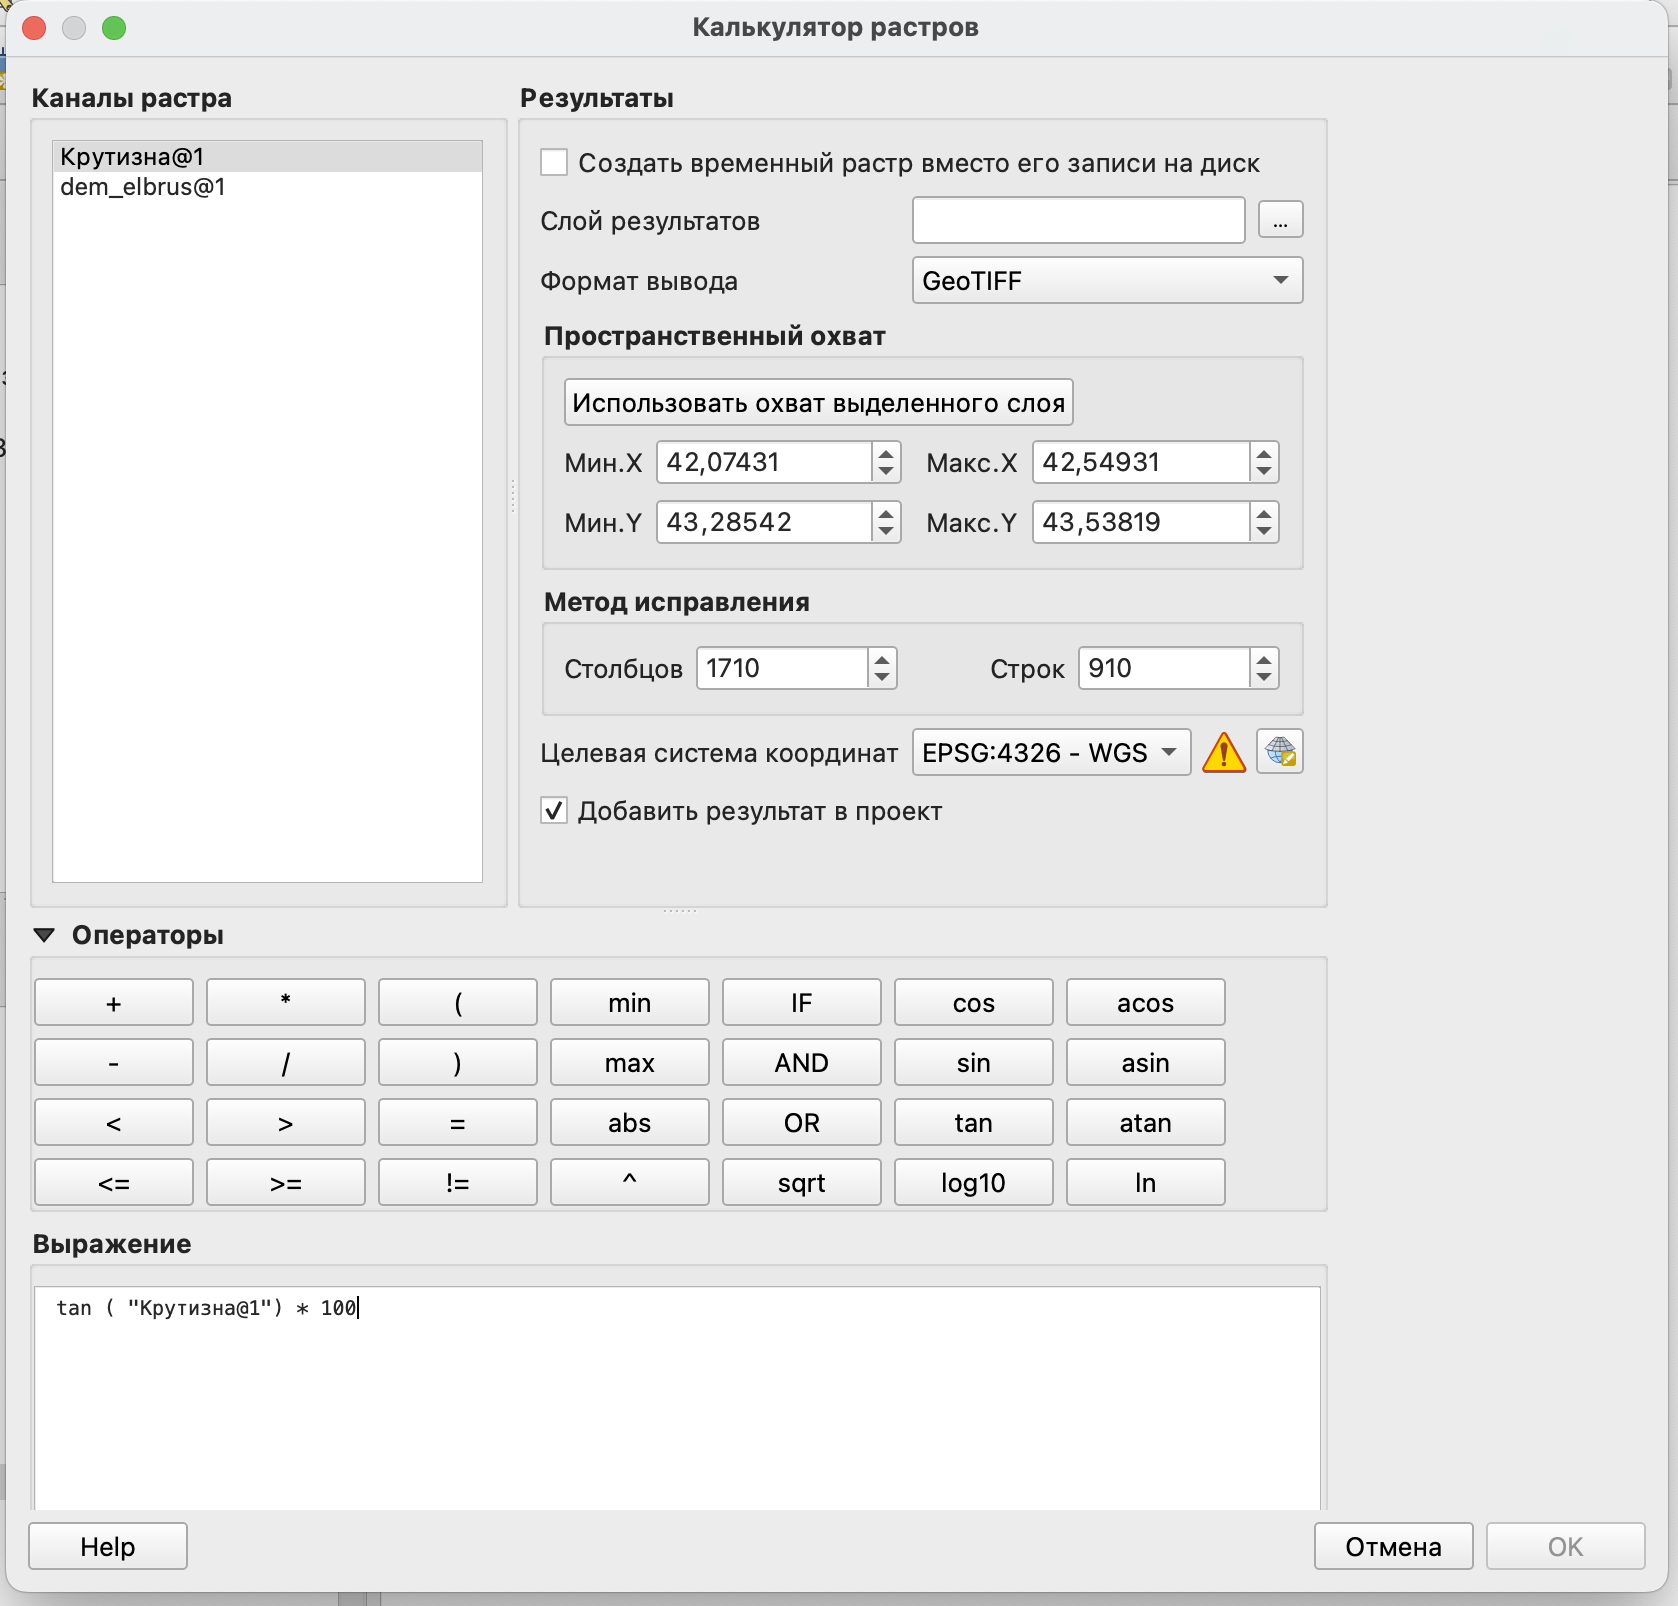 Калькулятор растров
Каналы растра
Крутизна@1
dem_elbrus@1
Результаты
Создать временный растр вместо его записи на диск
Слой результатов ...
Формат вывода GeoTIFF
Пространственный охват
Использовать охват выделенного слоя
Мин.X 42,07431 Макс.X 42,54931
Мин.Y 43,28542 Макс.Y 43,53819
Метод исправления
Столбцов 1710 Строк 910
Целевая система координат EPSG:4326 - WGS
Добавить результат в проект
Операторы
+ * ( min IF cos acos
- / ) max AND sin asin
< > = abs OR tan atan
<= >= != ^ sqrt log10 ln
Выражение
tan ( "Крутизна@1") * 100
Help Отмена OK